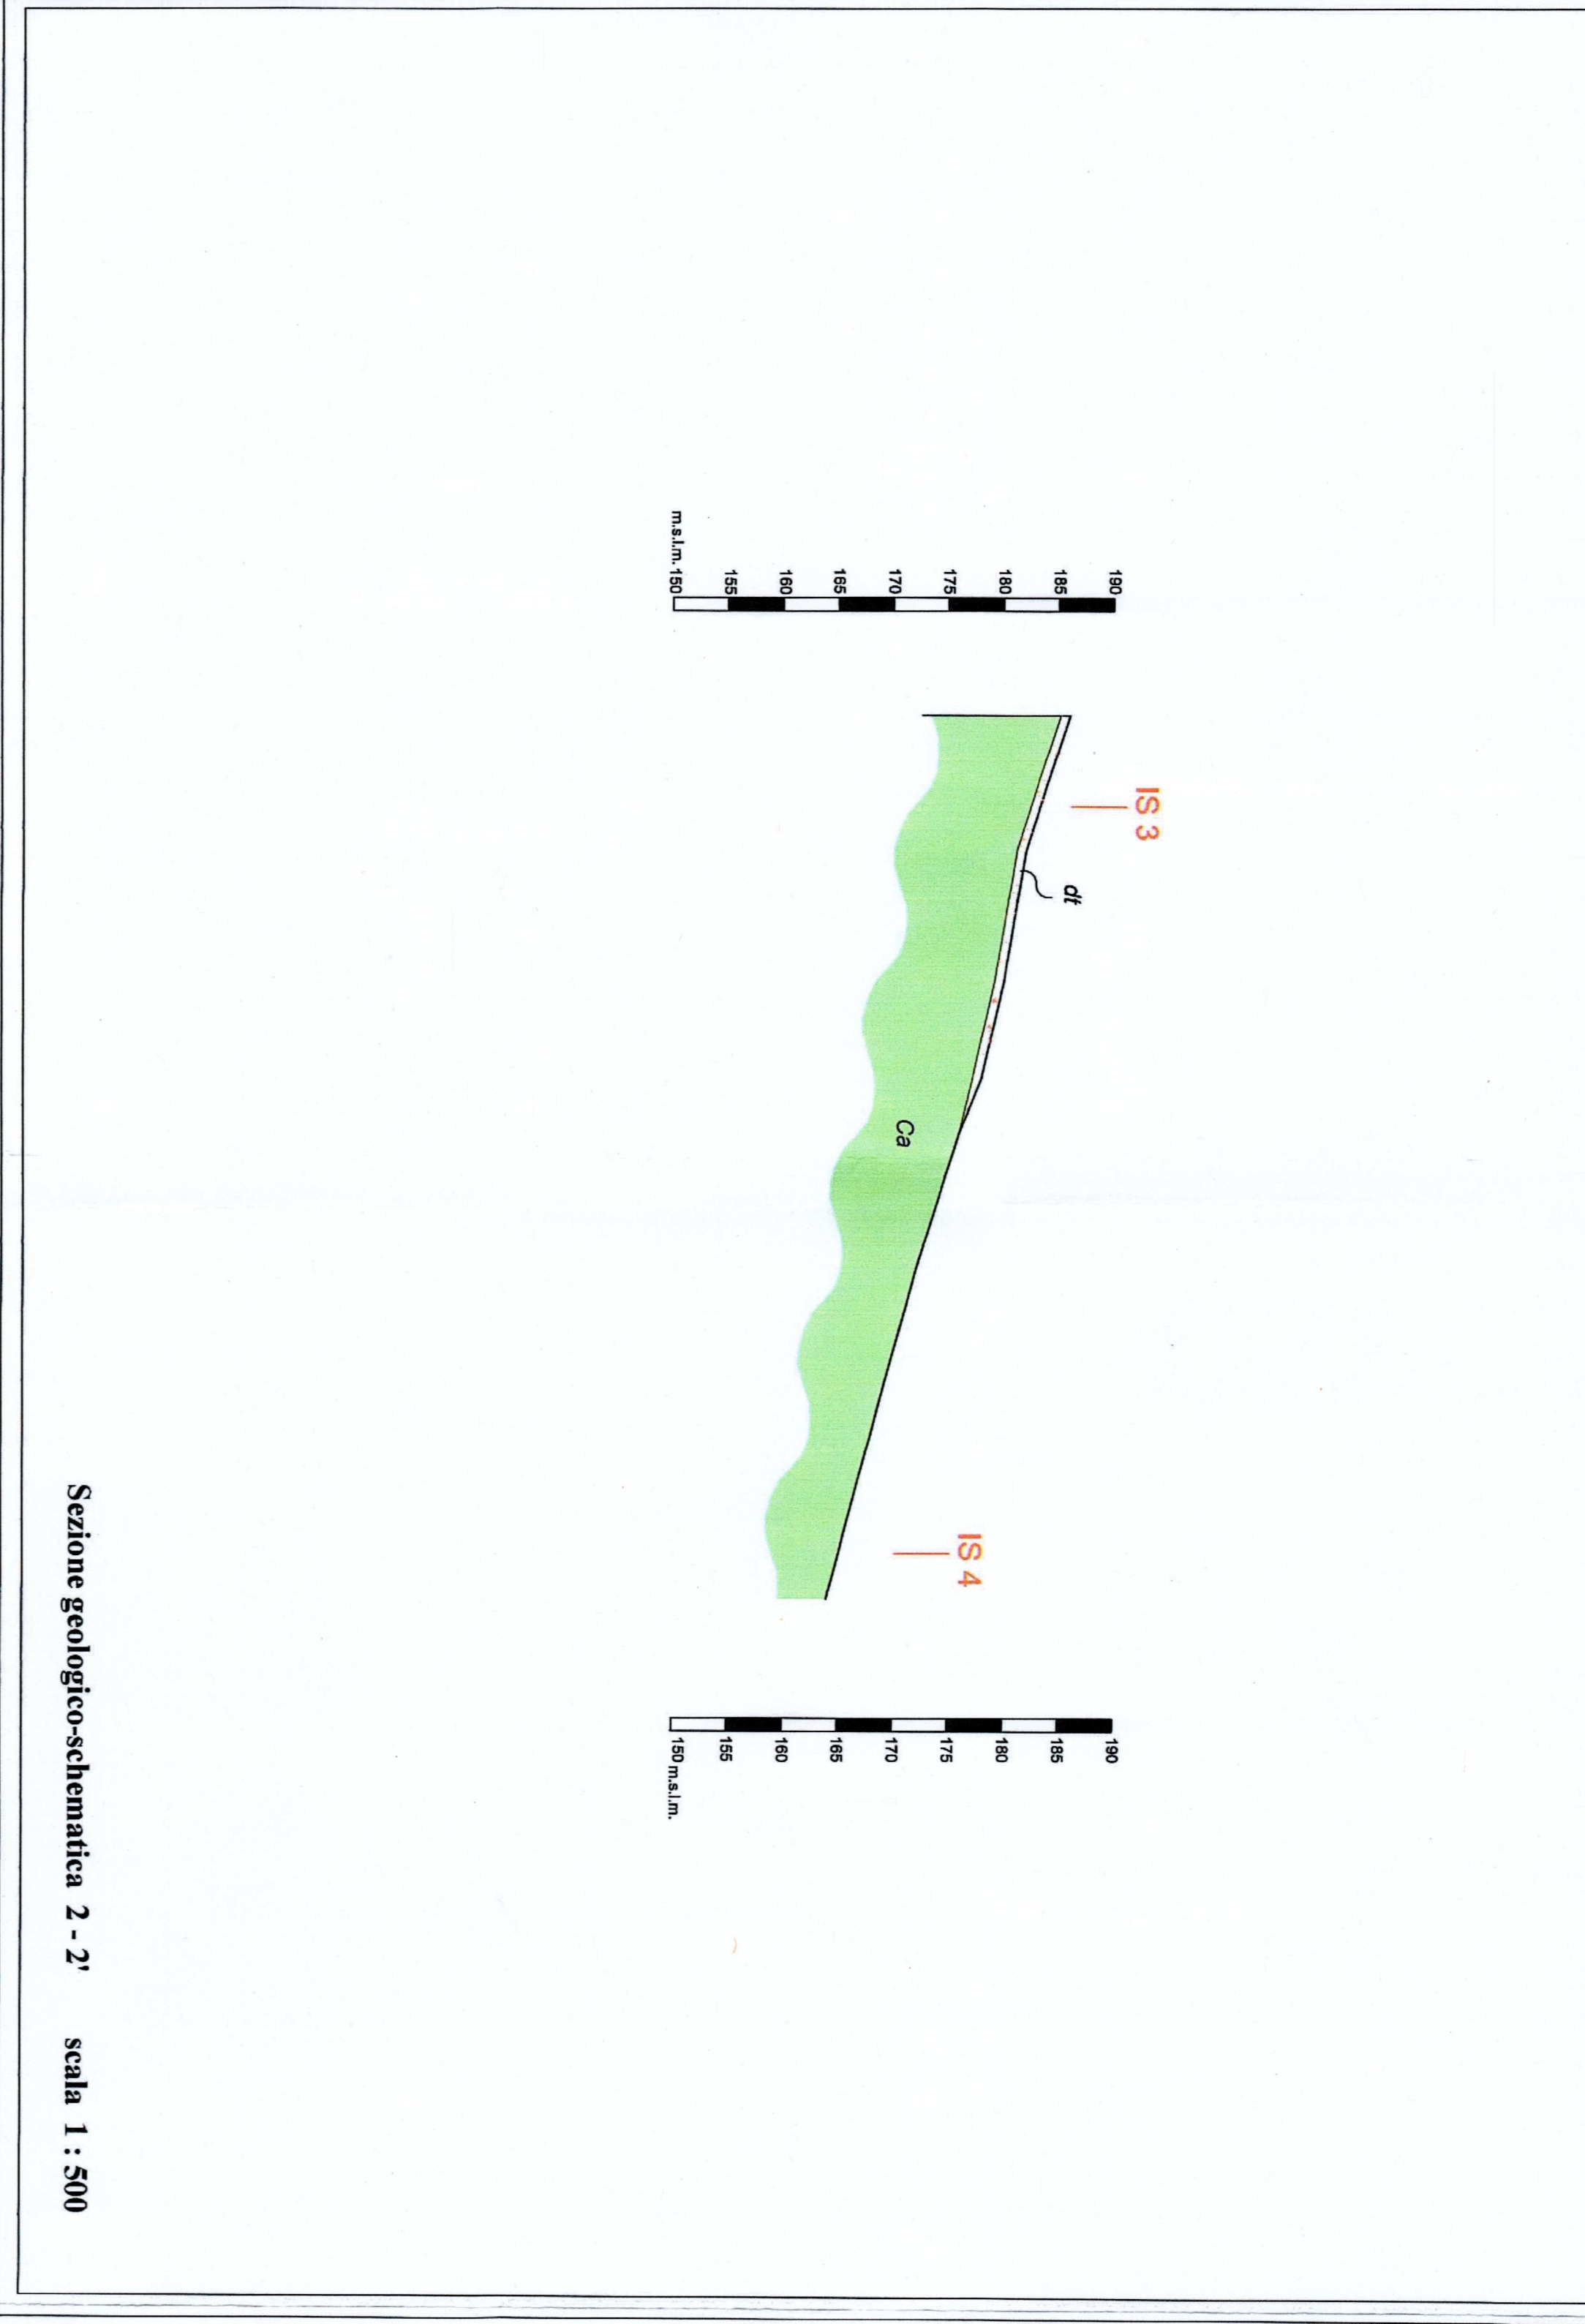 IS 3
dt
IS 4
Ca
190
185
180
175
170
165
160
155
m.s.l.m. 150
190
185
180
175
170
165
160
155
150 m.s.l.m.
Sezione geologico-schematica 2 - 2' scala 1 : 500